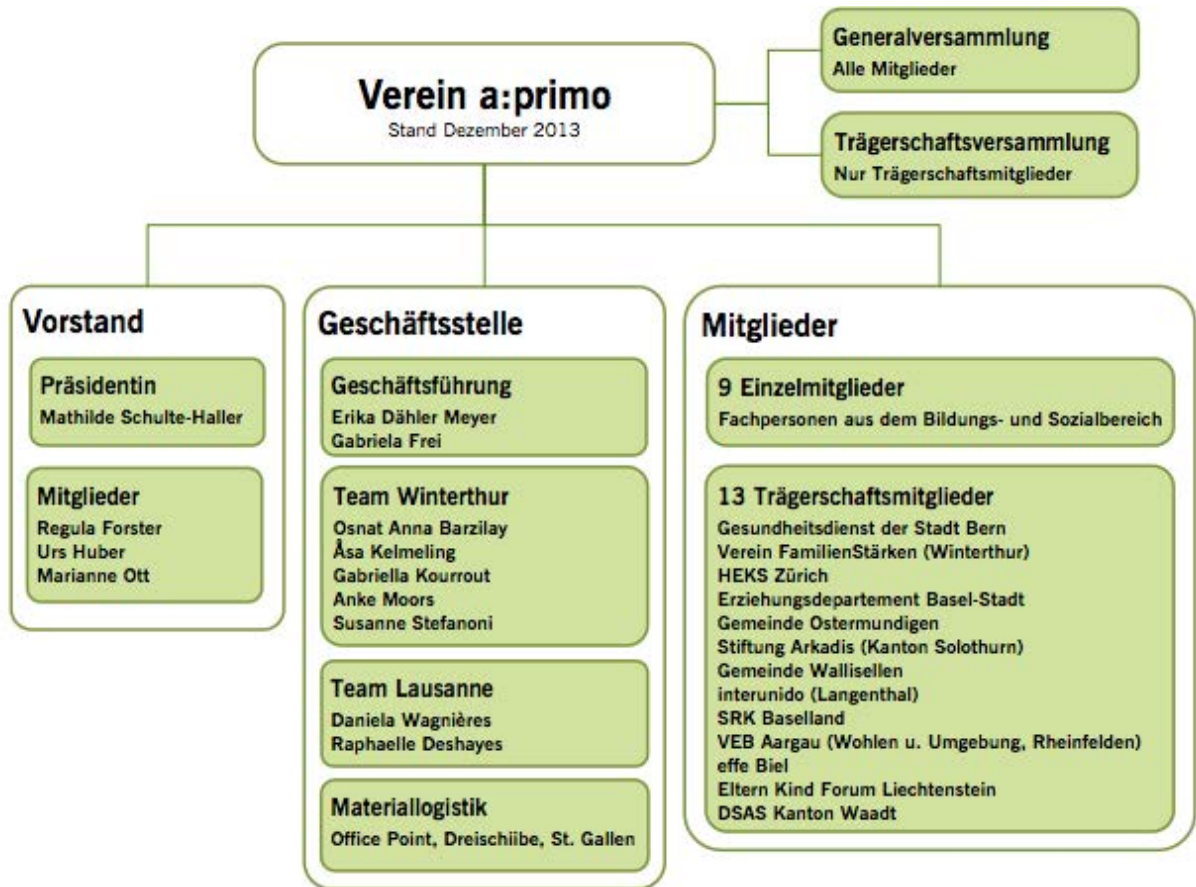 Verein a:primo
Stand Dezember 2013
Generalversammlung
Alle Mitglieder
Trägerschaftsversammlung
Nur Trägerschaftsmitglieder
Vorstand
Präsidentin
Mathilde Schulte-Haller
Mitglieder
Regula Forster
Urs Huber
Marianne Ott
Geschäftsstelle
Geschäftsführung
Erika Dähler Meyer
Gabriela Frei
Team Winterthur
Osnat Anna Barzilay
Åsa Kelmeling
Gabriella Kourrout
Anke Moors
Susanne Stefanoni
Team Lausanne
Daniela Wagnières
Raphaelle Deshayes
Materiallogistik
Office Point, Dreischiibe, St. Gallen
Mitglieder
9 Einzelmitglieder
Fachpersonen aus dem Bildungs- und Sozialbereich
13 Trägerschaftsmitglieder
Gesundheitsdienst der Stadt Bern
Verein FamilienStärken (Winterthur)
HEKS Zürich
Erziehungsdepartement Basel-Stadt
Gemeinde Ostermundigen
Stiftung Arkadis (Kanton Solothurn)
Gemeinde Wallisellen
interunido (Langenthal)
SRK Baselland
VEB Aargau (Wohlen u. Umgebung, Rheinfelden)
effe Biel
Eltern Kind Forum Liechtenstein
DSAS Kanton Waadt